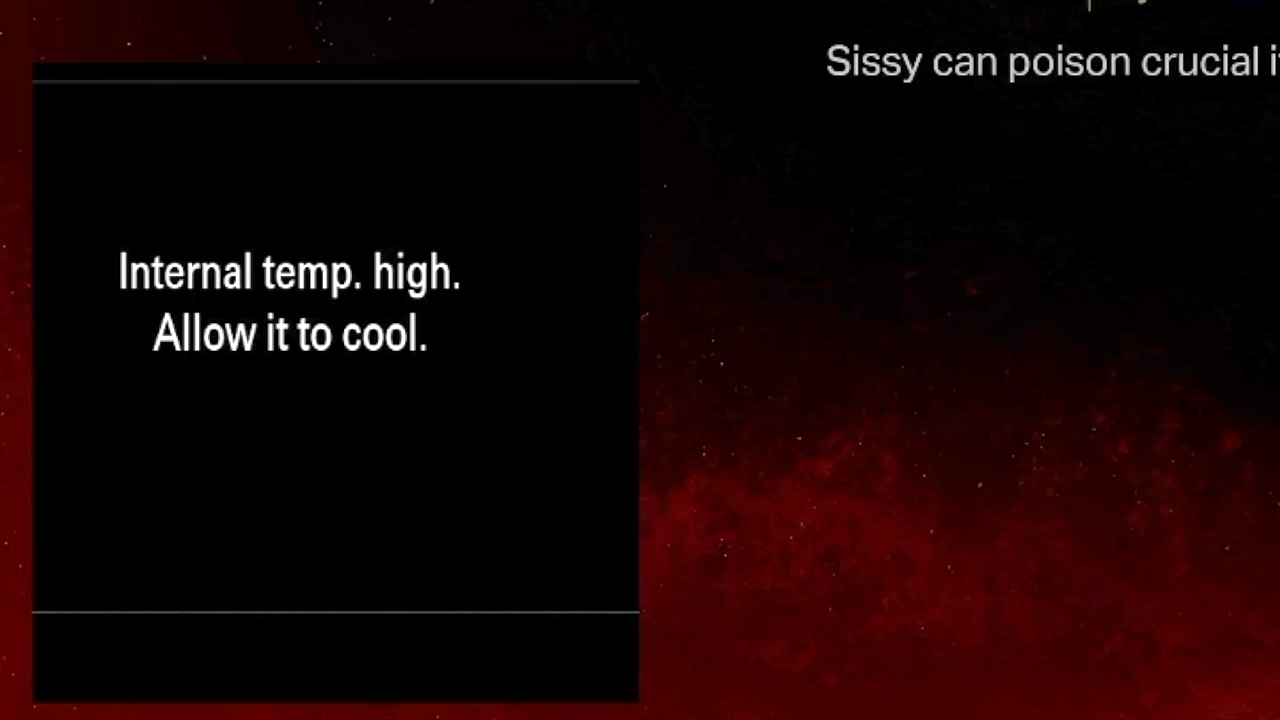 Sissy can poison crucial
Internal temp. high.
Allow it to cool.